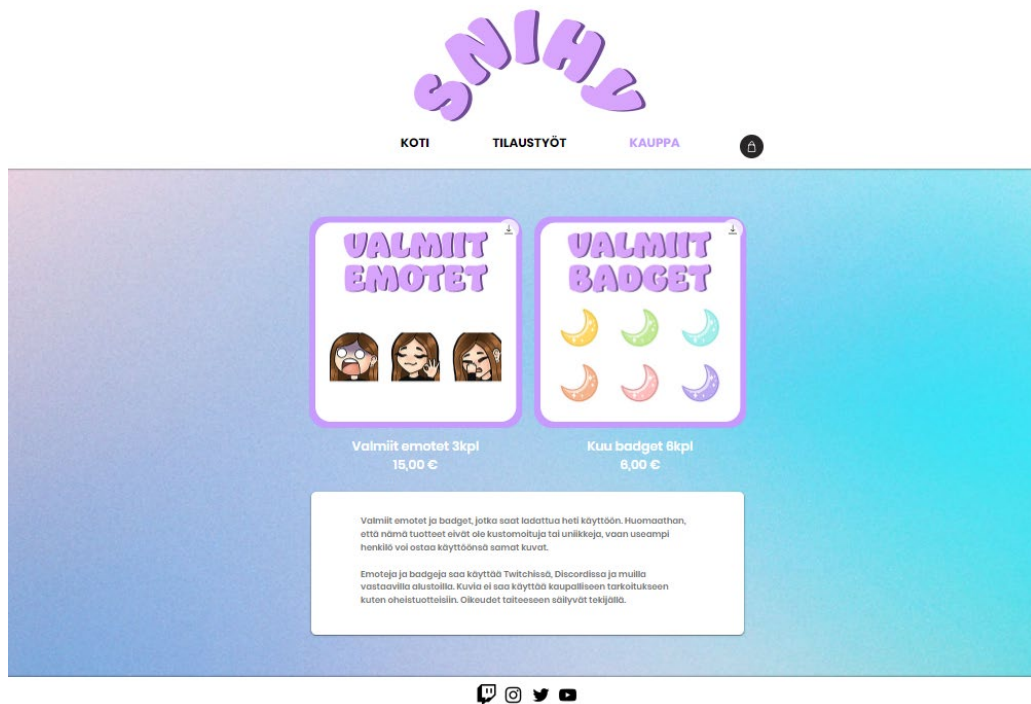 SNIHY
KOTI TILAUSTYÖT KAUPPA
VALMIIT
EMOTET
VALMIIT
BADGET
Valmiit emotet 3kpl
15,00 €
Kuu badget 6kpl
6,00 €
Valmiit emotet ja badget, jotka saat ladattua heti käyttöön. Huomaathan,
että nämä tuotteet eivät ole kustomoituja tai uniikkeja, vaan useampi
henkilö voi ostaa käyttöönsä samat kuvat.
Emoteja ja badgeja saa käyttää Twitchissä, Discordissa ja muilla
vastaavilla alustoilla. Kuvia ei saa käyttää kaupalliseen tarkoitukseen
kuten oheistuotteisiin. Oikeudet taiteeseen säilyvät tekijällä.